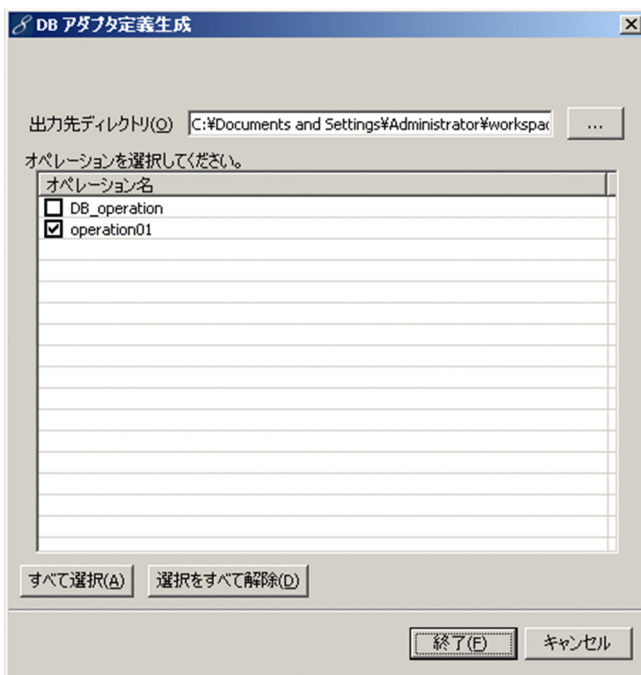 DB アダプタ定義生成
出力先ディレクトリ(O) C:¥Documents and Settings¥Administrator¥workspac ...
オペレーションを選択してください。
オペレーション名
DB_operation
operation01
すべて選択(A) 選択をすべて解除(D)
終了(F) キャンセル